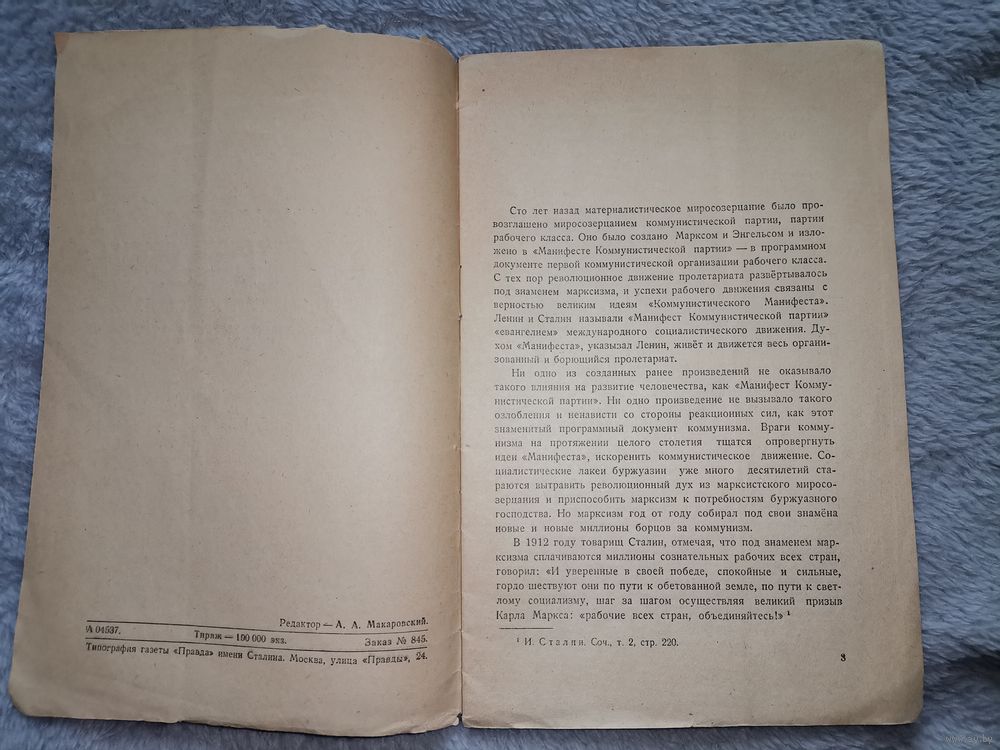 Редактор — А. А. Макаровский.
А 04537. Тираж — 100 000 экз. Заказ № 845.
Типография газеты «Правда» имени Сталина. Москва, улица «Правды», 24.
Сто лет назад материалистическое миросозерцание было про-
возглашено миросозерцанием коммунистической партии, партии
рабочего класса. Оно было создано Марксом и Энгельсом и изло-
жено в «Манифесте Коммунистической партии» — в программном
документе первой коммунистической организации рабочего класса.
С тех пор революционное движение пролетариата развёртывалось
под знаменем марксизма, и успехи рабочего движения связаны с
верностью великим идеям «Коммунистического Манифеста».
Ленин и Сталин называли «Манифест Коммунистической партии»
«евангелием» международного социалистического движения. Ду-
хом «Манифеста», указывал Ленин, живёт и движется весь органи-
зованный и борющийся пролетариат.
Ни одно из созданных ранее произведений не оказывало
такого влияния на развитие человечества, как «Манифест Комму-
нистической партии». Ни одно произведение не вызывало такого
озлобления и ненависти со стороны реакционных сил, как этот
знаменитый программный документ коммунизма. Враги комму-
низма на протяжении целого столетия тщатся опровергнуть
идеи «Манифеста», искоренить коммунистическое движение. Со-
циалистические лакеи буржуазии уже много десятилетий ста-
раются вытравить революционный дух из марксистского миросо-
зерцания и приспособить марксизм к потребностям буржуазного
господства. Но марксизм год от году собирал под свои знамёна
новые и новые миллионы борцов за коммунизм.
В 1912 году товарищ Сталин, отмечая, что под знаменем мар-
ксизма сплачиваются миллионы сознательных рабочих всех стран,
говорил: «И уверенные в своей победе, спокойные и сильные,
гордо шествуют они по пути к обетованной земле, по пути к свет-
лому социализму, шаг за шагом осуществляя великий призыв
Карла Маркса: «рабочие всех стран, объединяйтесь!» ¹
¹ И. Сталин. Соч., т. 2, стр. 220.
3
www.ay.by